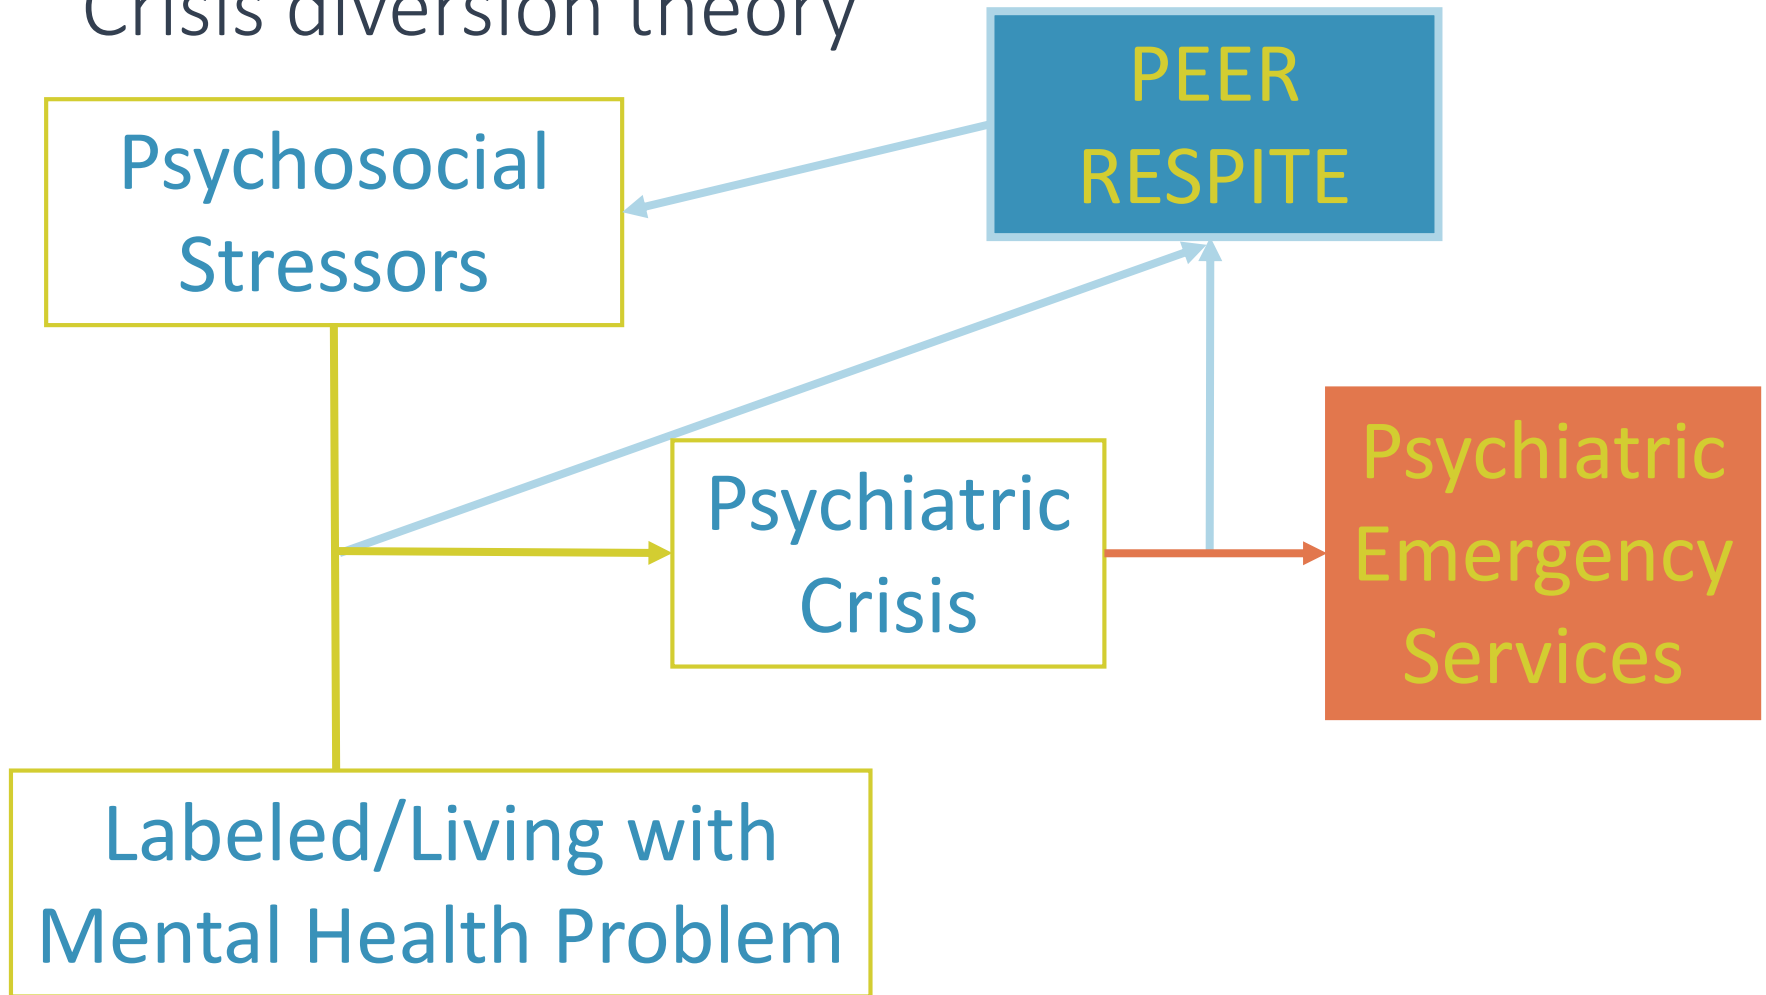 Crisis diversion theory
PEER
RESPITE
Psychosocial
Stressors
Psychiatric
Crisis
Psychiatric
Emergency
Services
Labeled/Living with
Mental Health Problem